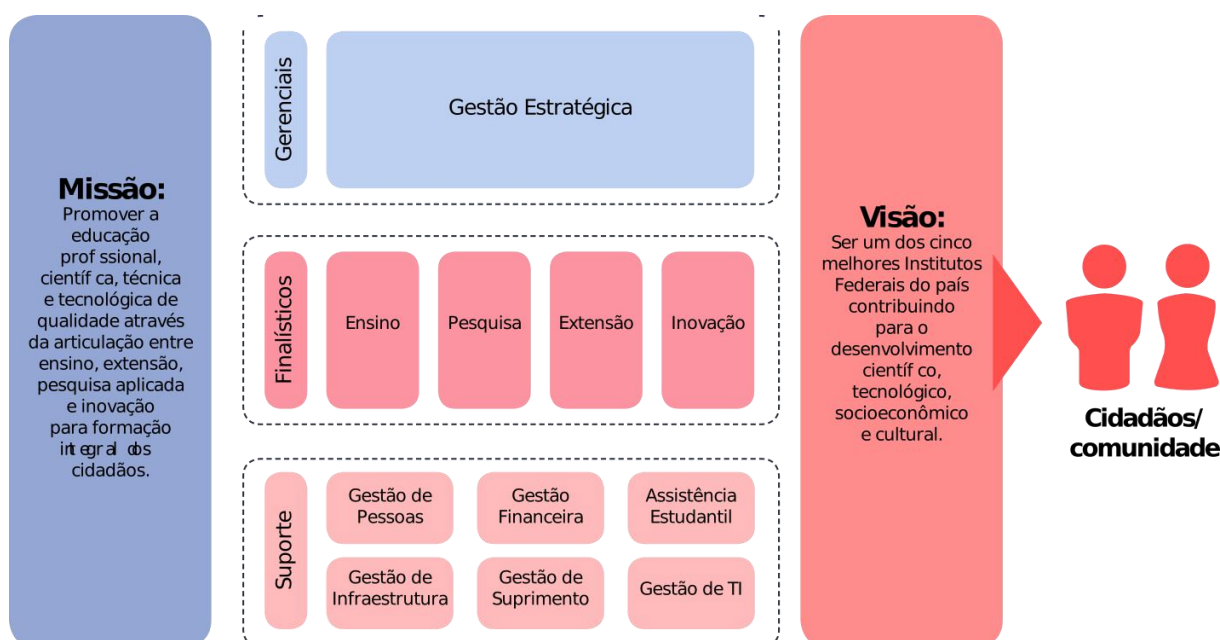 Missão:
Promover a
educação
prof ssional,
científ ca, técnica
e tecnológica de
qualidade através
da articulação entre
ensino, extensão,
pesquisa aplicada
e inovação
para formação
integral dos
cidadãos.
Gerenciais
Gestão Estratégica
Finalísticos
Ensino
Pesquisa
Extensão
Inovação
Suporte
Gestão de
Pessoas
Gestão
Financeira
Assistência
Estudantil
Gestão de
Infraestrutura
Gestão de
Suprimento
Gestão de TI
Visão:
Ser um dos cinco
melhores Institutos
Federais do país
contribuindo
para o
desenvolvimento
científ co,
tecnológico,
socioeconômico
e cultural.
Cidadãos/
comunidade